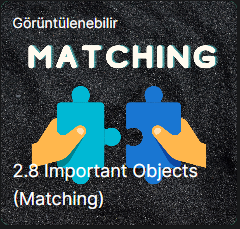 Görüntülenebilir
MATCHING
2.8 Important Objects
(Matching)